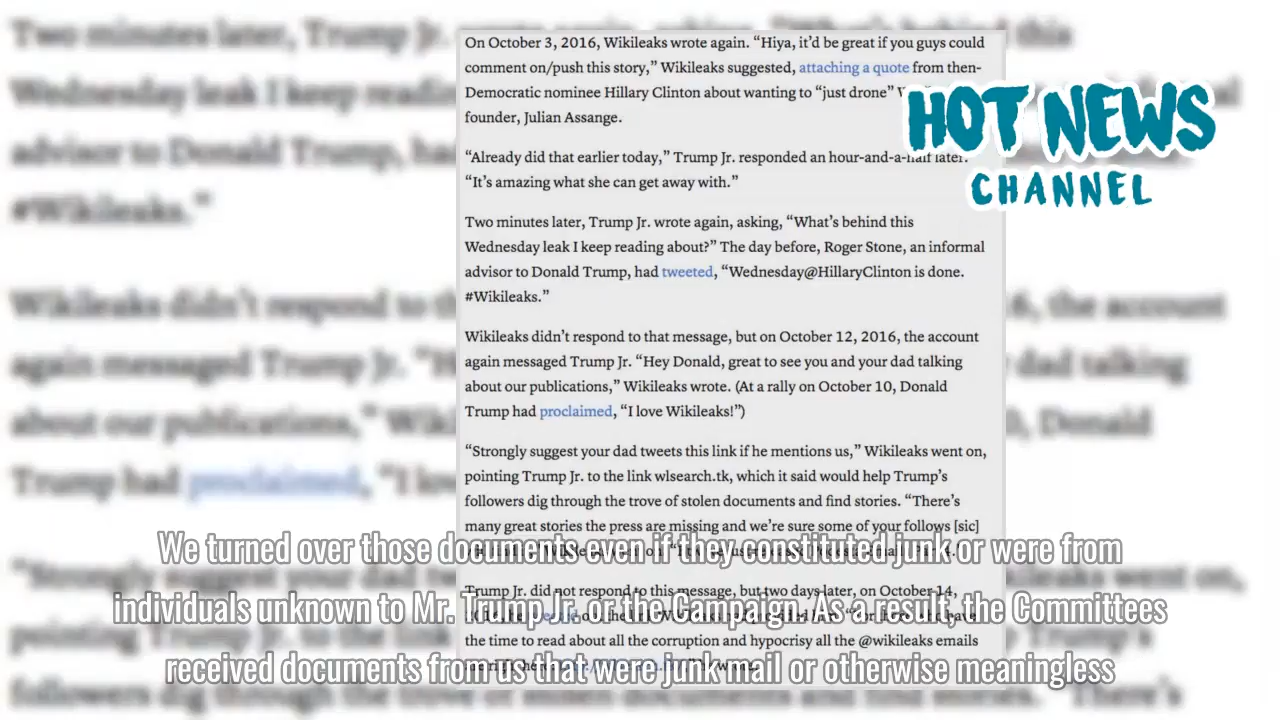 On October 3, 2016, Wikileaks wrote again. “Hiya, it’d be great if you guys could
comment on/push this story,” Wikileaks suggested, attaching a quote from then-
Democratic nominee Hillary Clinton about wanting to “just drone”
founder, Julian Assange.
“Already did that earlier today,” Trump Jr. responded an hour-and-a-half later.
“It’s amazing what she can get away with.”
Two minutes later, Trump Jr. wrote again, asking, “What’s behind this
Wednesday leak I keep reading about?” The day before, Roger Stone, an informal
advisor to Donald Trump, had tweeted, “Wednesday@HillaryClinton is done.
#Wikileaks.”
Wikileaks didn’t respond to that message, but on October 12, 2016, the account
again messaged Trump Jr. “Hey Donald, great to see you and your dad talking
about our publications,” Wikileaks wrote. (At a rally on October 10, Donald
Trump had proclaimed, “I love Wikileaks!”)
“Strongly suggest your dad tweets this link if he mentions us,” Wikileaks went on,
pointing Trump Jr. to the link wlsearch.tk, which it said would help Trump’s
followers dig through the trove of stolen documents and find stories. “There’s
many great stories the press are missing and we’re sure some of your follows [sic]
Trump Jr. did not respond to this message, but two days later, on October 14,
the time to read about all the corruption and hypocrisy all the @wikileaks emails
HOT NEWS
CHANNEL
We turned over those documents even if they constituted junk or were from
individuals unknown to Mr. Trump Jr. or the Campaign. As a result, the Committees
received documents from us that were junk mail or otherwise meaningless